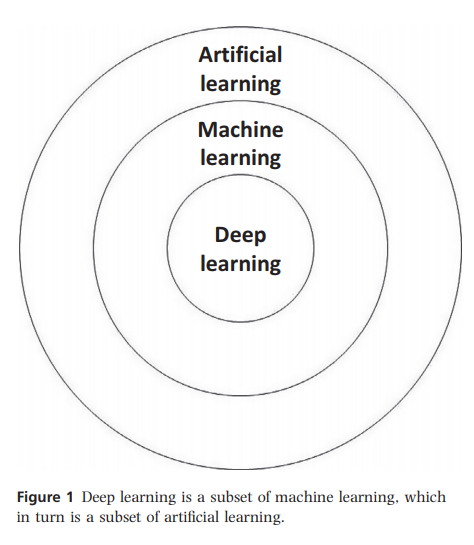 Artificial
learning
Machine
learning
Deep
learning
Figure 1 Deep learning is a subset of machine learning, which
in turn is a subset of artificial learning.